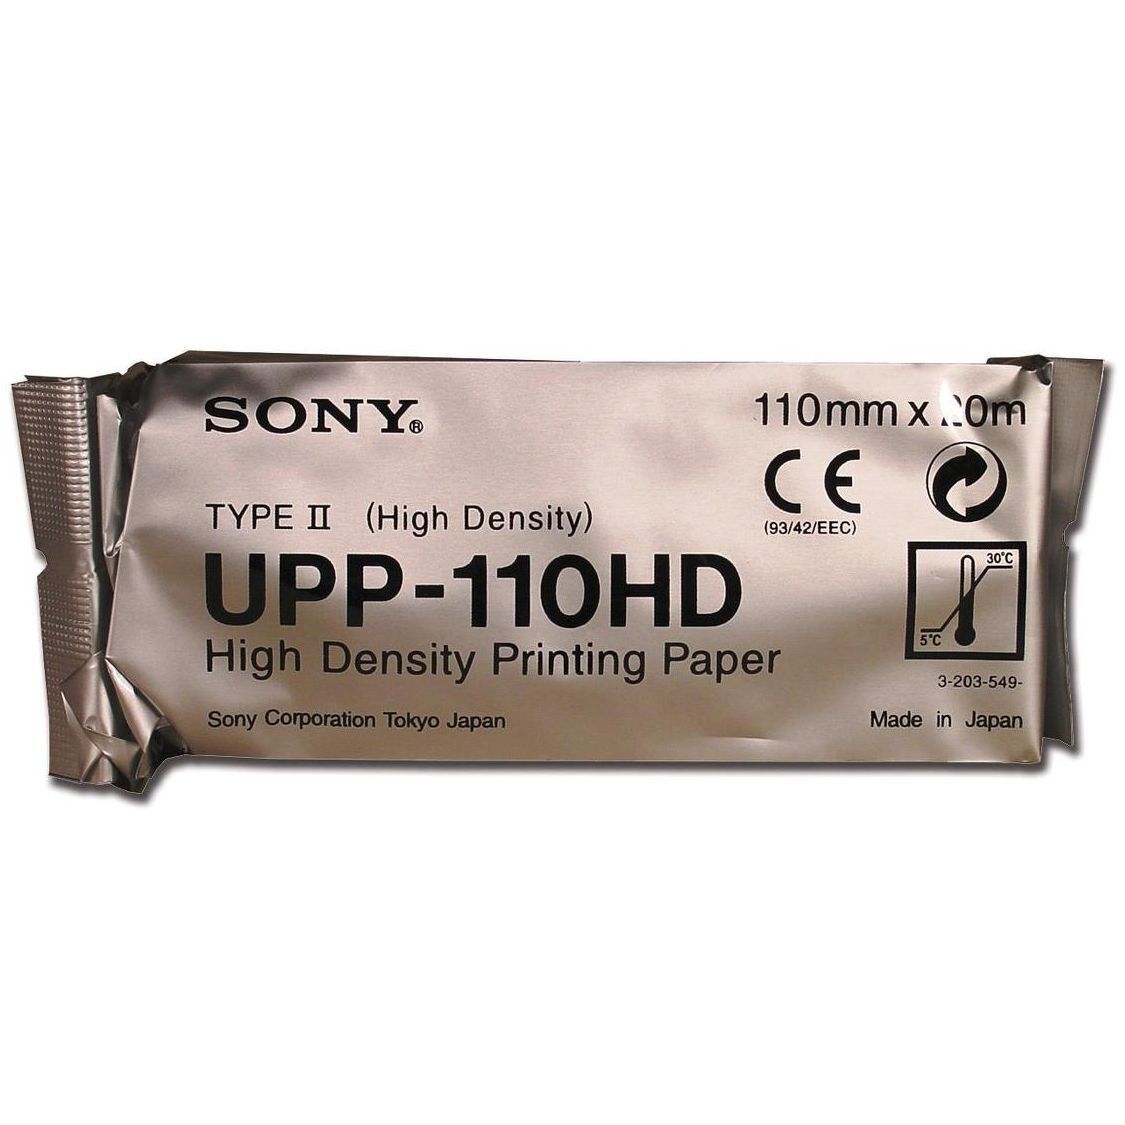 SONY®
110mm x 20m
CE
(93/42/EEC)
TYPE II (High Density)
UPP-110HD
High Density Printing Paper
30°C
5°C
3-203-549-
Sony Corporation Tokyo Japan
Made in Japan